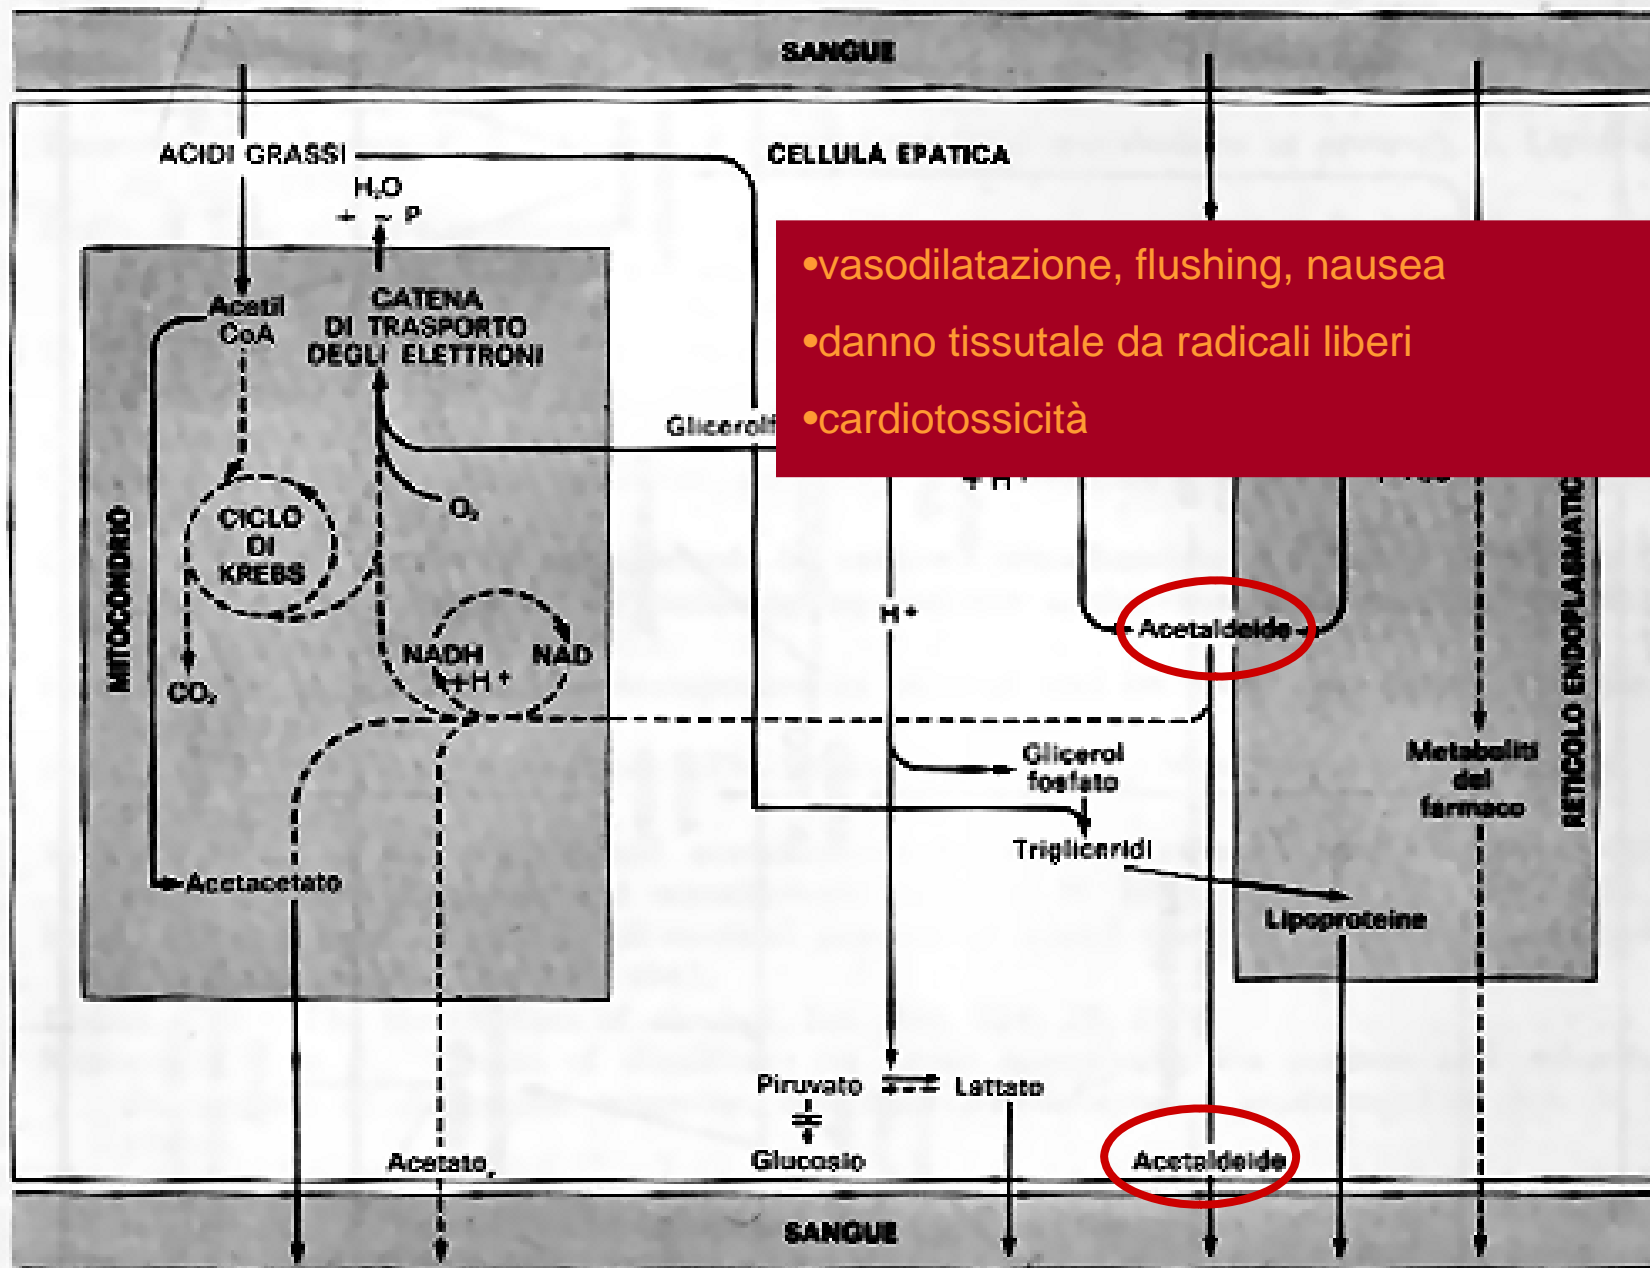 SANGUE
ACIDI GRASSI
CELLULA EPATICA
H₂O
+ ~ P
•vasodilatazione, flushing, nausea
•danno tissutale da radicali liberi
•cardiotossicità
Acetil
CoA
CATENA
DI TRASPORTO
DEGLI ELETTRONI
+ H+
O₂
CICLO
DI
KREBS
MITOCONDRIO
RETICOLO ENDOPLASMATIC
H+
Acetaldeide
NADH
+H+
NAD
CO₂
Glicerol
fosfato
Metaboliti
del
farmaco
Trigliceridi
Acetacetato
Lipoproteine
Piruvato
Lattato
Acetato
Glucosio
Acetaldeide
SANGUE